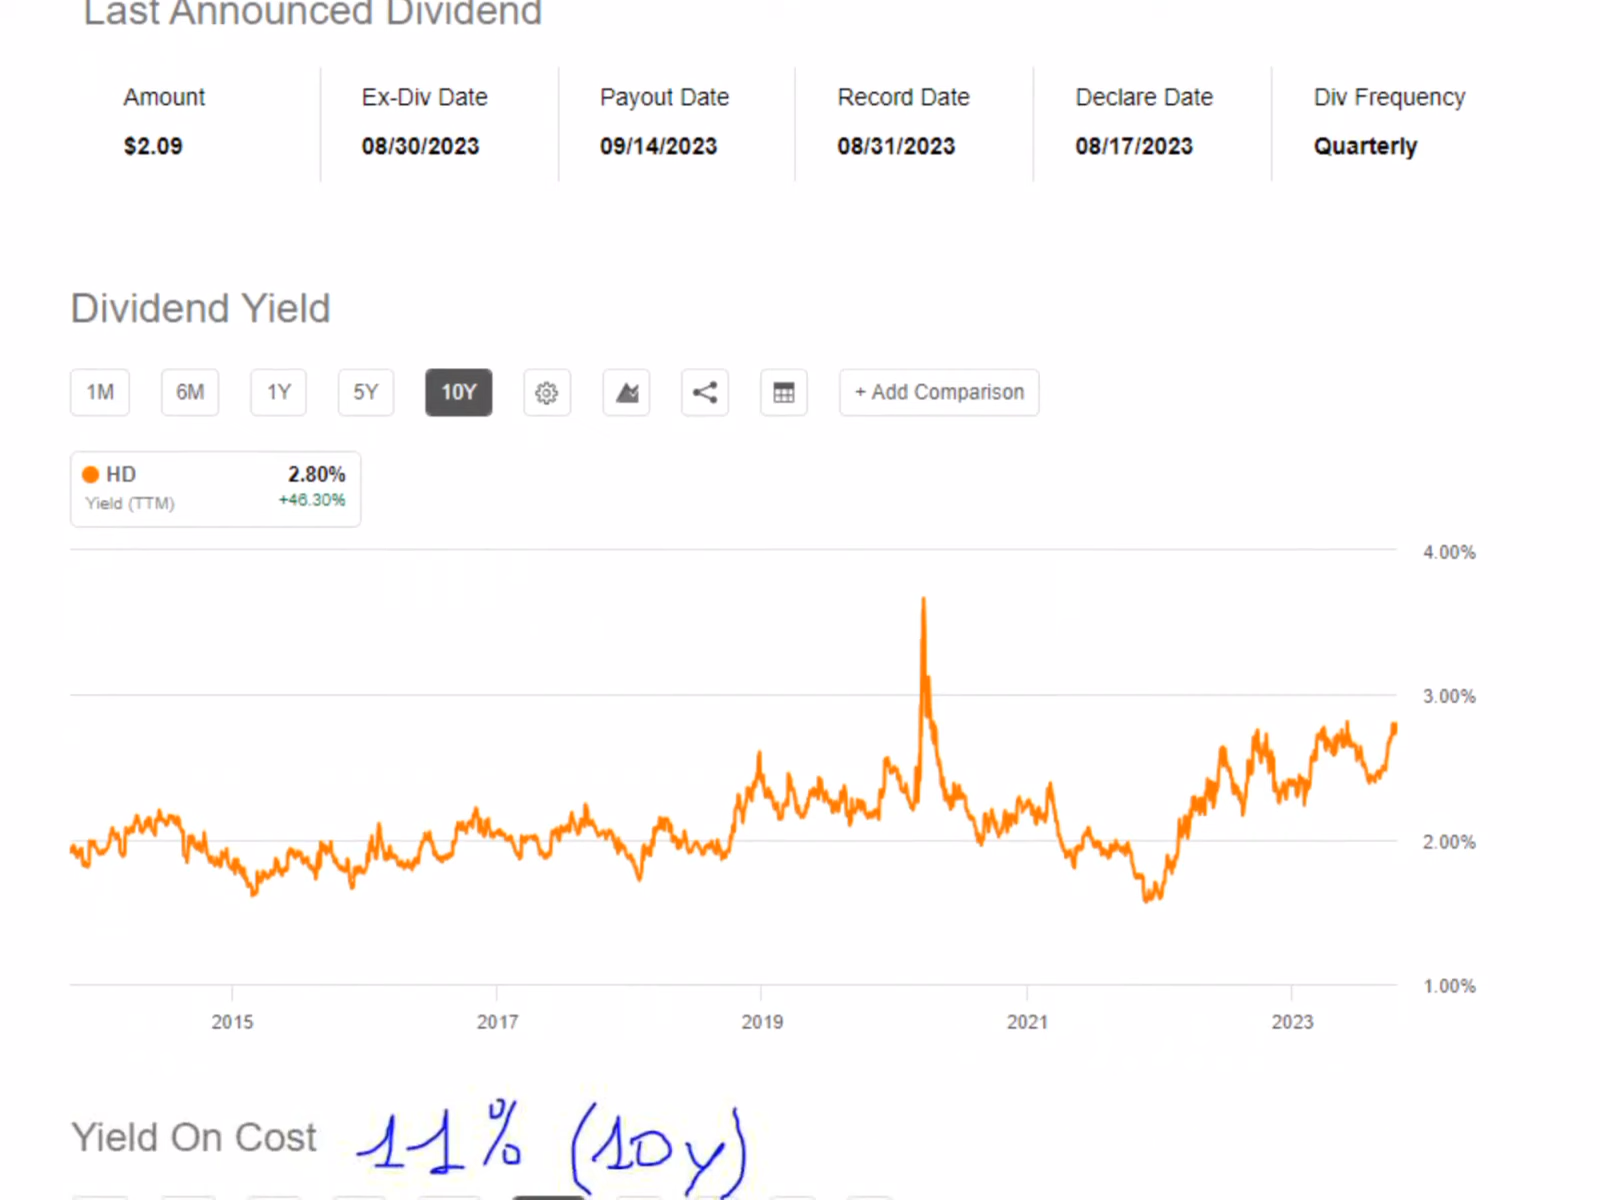 Last Announced Dividend
Amount Ex-Div Date Payout Date Record Date Declare Date Div Frequency
$2.09 08/30/2023 09/14/2023 08/31/2023 08/17/2023 Quarterly
Dividend Yield
1M 6M 1Y 5Y 10Y + Add Comparison
HD 2.80%
Yield (TTM) +46.30%
4.00%
3.00%
2.00%
1.00%
2015 2017 2019 2021 2023
Yield On Cost 11% (10y)